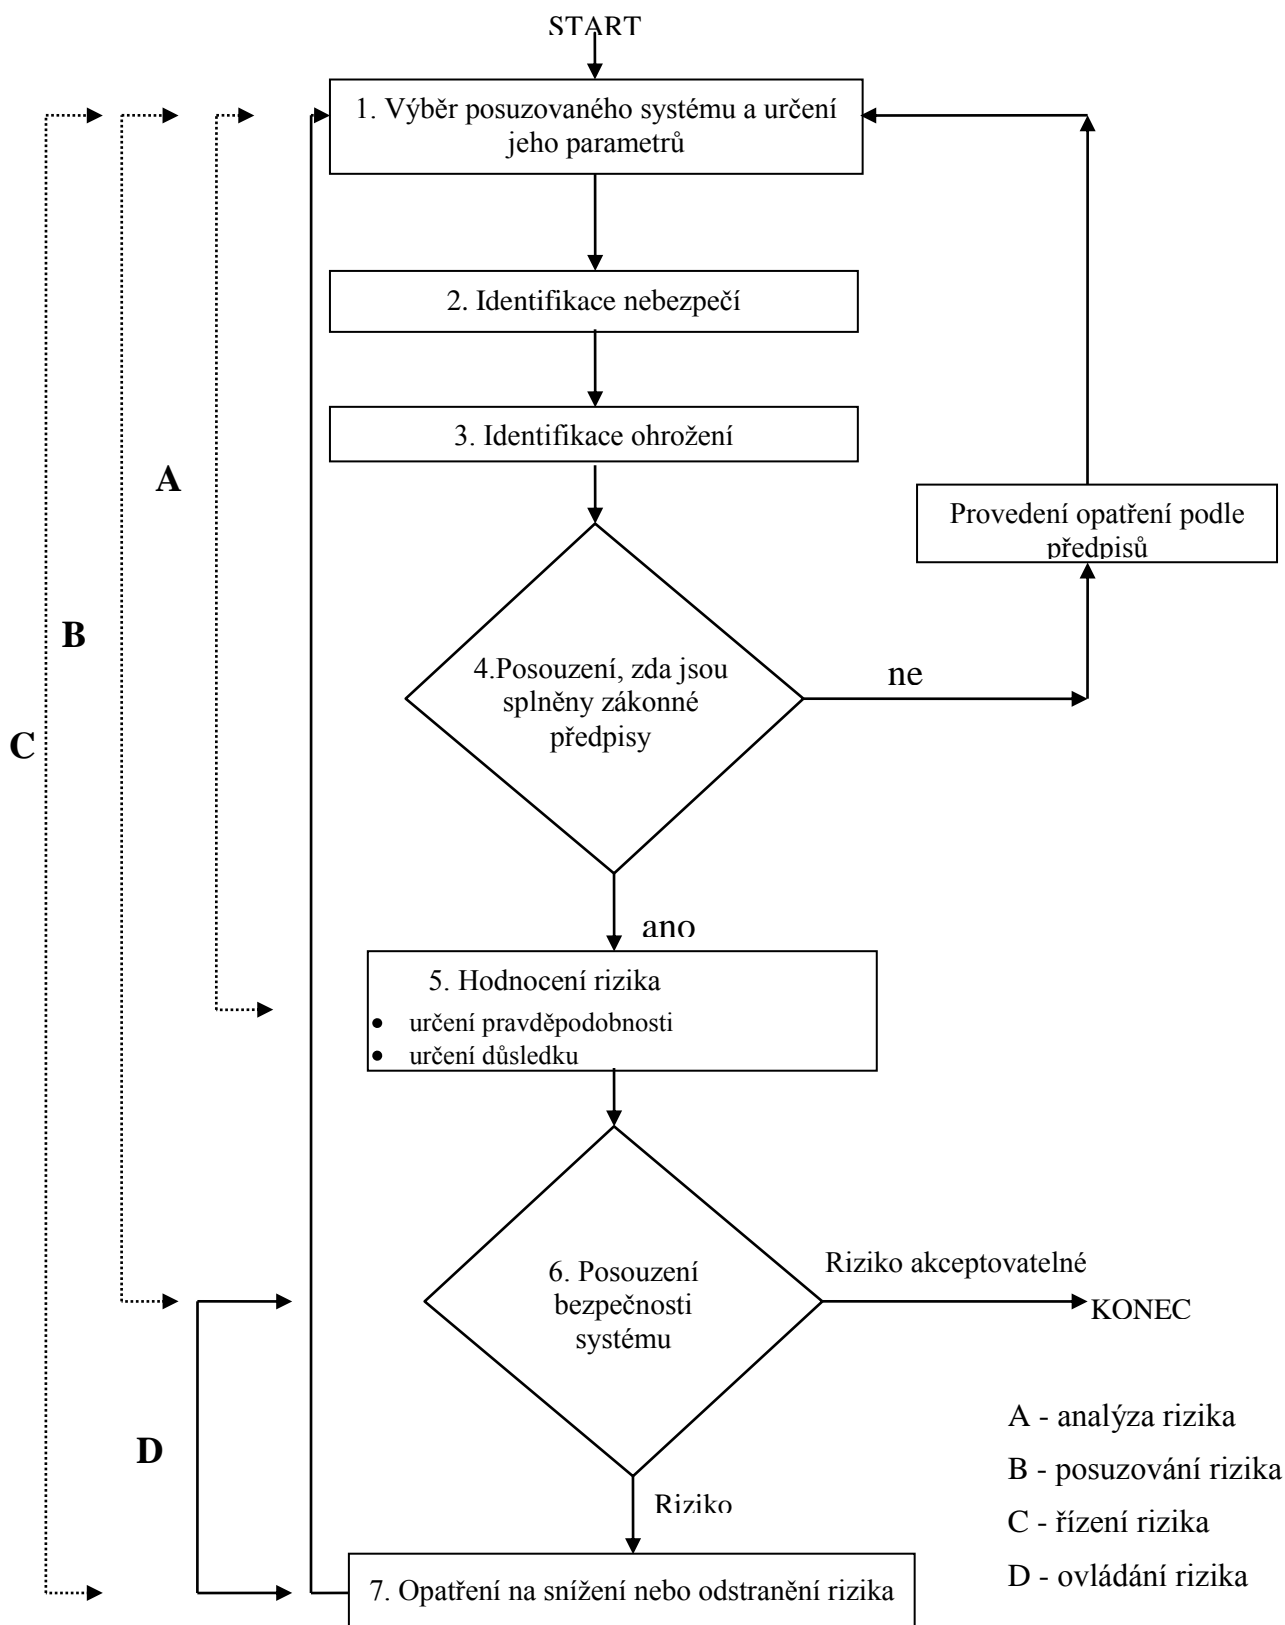 START
1. Výběr posuzovaného systému a určení
jeho parametrů
2. Identifikace nebezpečí
3. Identifikace ohrožení
A
Provedení opatření podle
předpisů
B
4.Posouzení, zda jsou
splněny zákonné
předpisy
ne
C
ano
5. Hodnocení rizika
• určení pravděpodobnosti
• určení důsledku
6. Posouzení
bezpečnosti
systému
Riziko akceptovatelné
KONEC
D
Riziko
7. Opatření na snížení nebo odstranění rizika
A - analýza rizika
B - posuzování rizika
C - řízení rizika
D - ovládání rizika